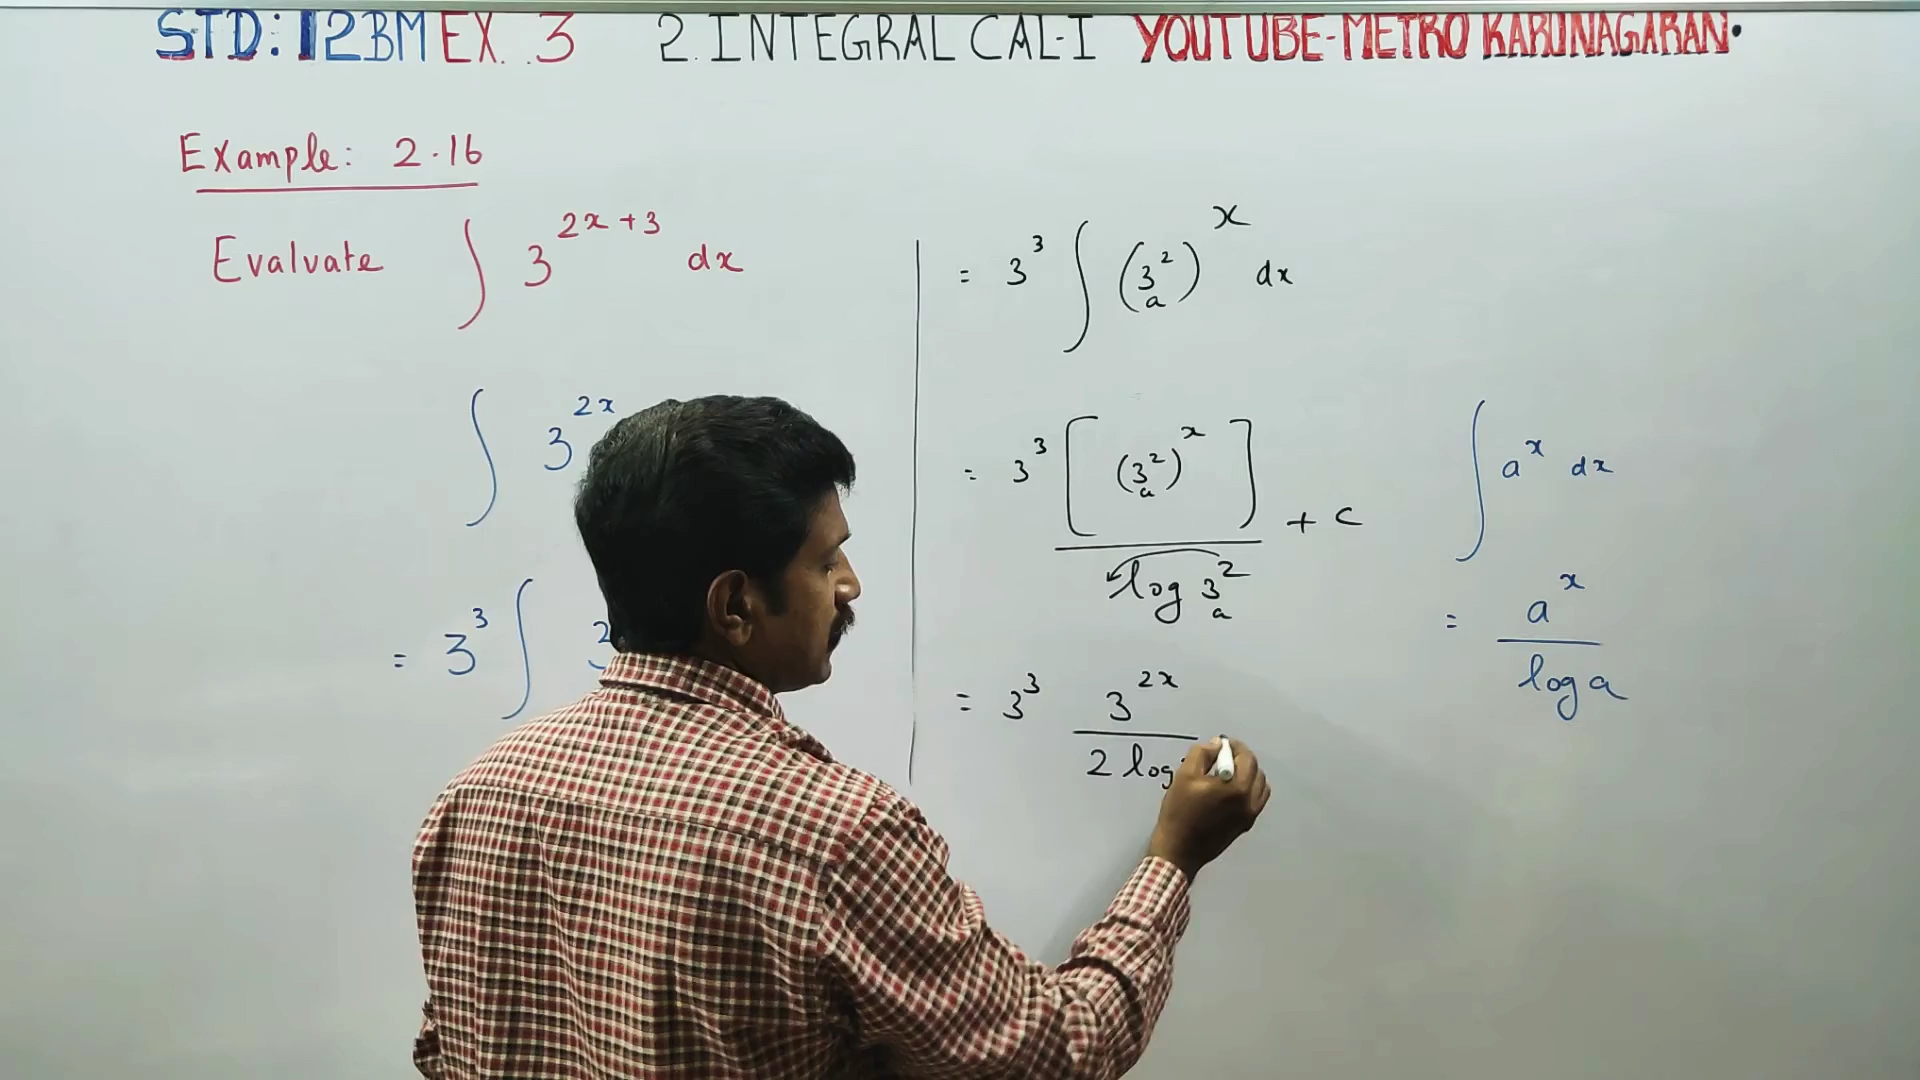 STD: 12BM EX. 3 2. INTEGRAL CAL-I YOUTUBE-METRO KARUNAGARAN.
Example: 2.16
Evaluate ∫ 3^(2x+3) dx
∫ 3^(2x)
= 3^3 ∫
= 3^3 ∫ (3^2)^x dx
a
= 3^3 [ (3^2)^x ] + c
a
log 3^2
a
= 3^3 3^(2x)
2 log
∫ a^x dx
= a^x
log a